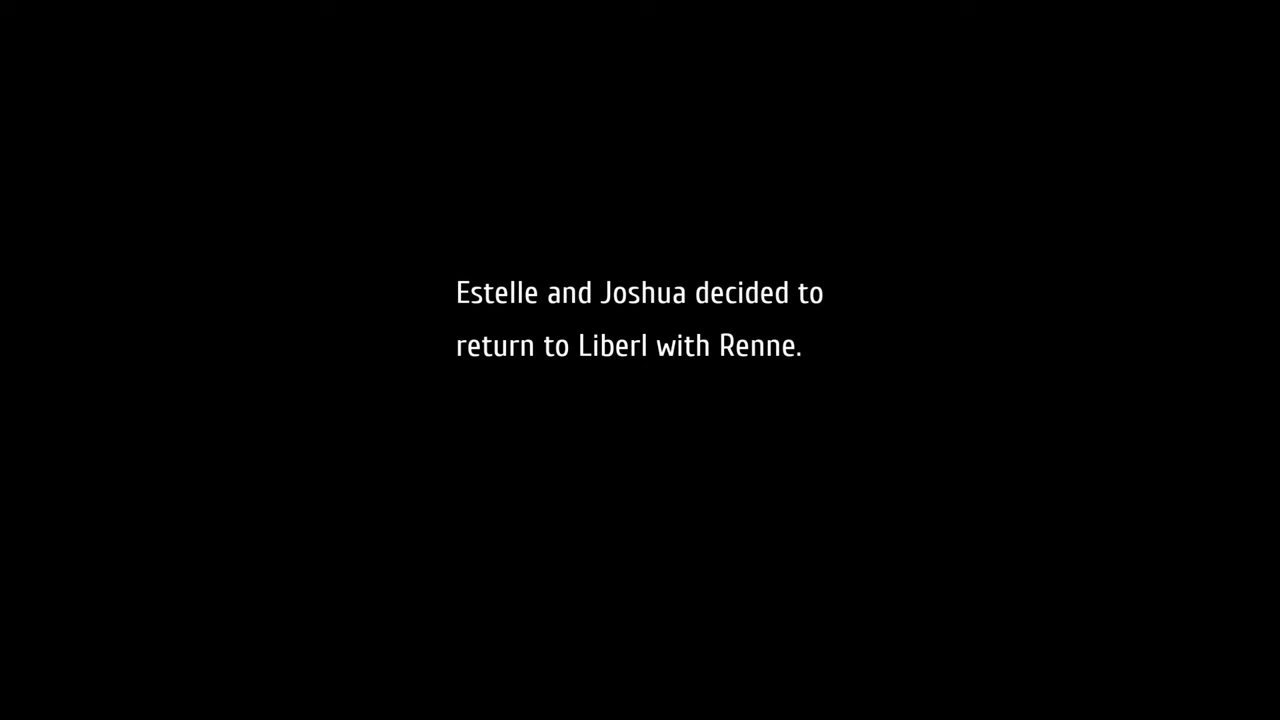 Estelle and Joshua decided to
return to Liberl with Renne.